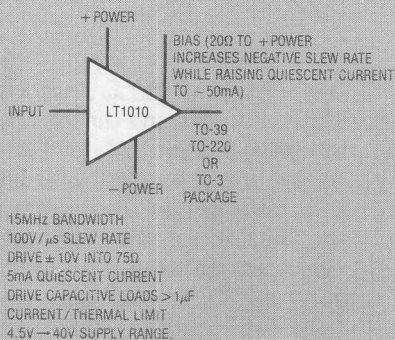 + POWER
BIAS (20Ω TO + POWER
INCREASES NEGATIVE SLEW RATE
WHILE RAISING QUIESCENT CURRENT
TO ~ 50mA)
INPUT
LT1010
TO-39
TO-220
OR
TO-3
PACKAGE
– POWER
15MHz BANDWIDTH
100V/µs SLEW RATE
DRIVE ± 10V INTO 75Ω
5mA QUIESCENT CURRENT
DRIVE CAPACITIVE LOADS > 1µF
CURRENT/THERMAL LIMIT
4.5V → 40V SUPPLY RANGE.